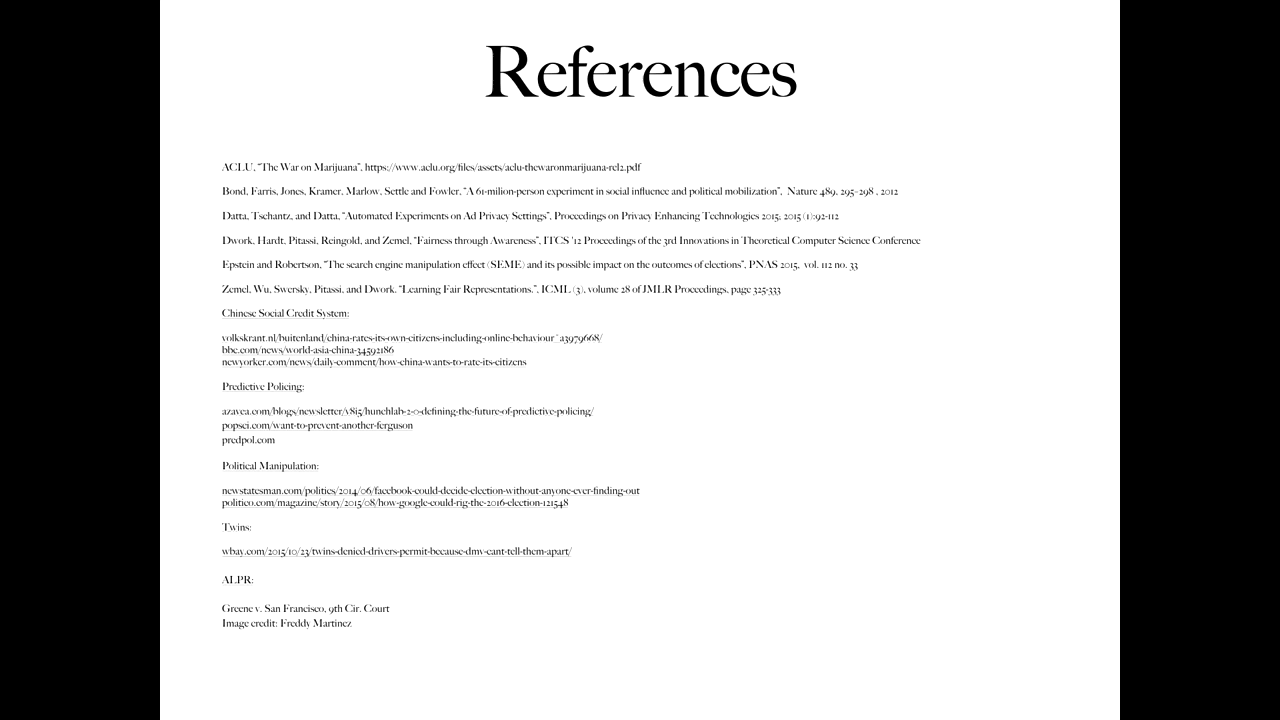 References
ACLU, “The War on Marijuana”, https://www.aclu.org/files/assets/aclu-thewaronmarijuana-rel2.pdf
Bond, Farris, Jones, Kramer, Marlow, Settle and Fowler, “A 61-milion-person experiment in social influence and political mobilization”, Nature 489, 295–298 , 2012
Datta, Tschantz, and Datta, “Automated Experiments on Ad Privacy Settings”, Proceedings on Privacy Enhancing Technologies 2015; 2015 (1):92-112
Dwork, Hardt, Pitassi, Reingold, and Zemel, “Fairness through Awareness”, ITCS '12 Proceedings of the 3rd Innovations in Theoretical Computer Science Conference
Epstein and Robertson, “The search engine manipulation effect (SEME) and its possible impact on the outcomes of elections”, PNAS 2015, vol. 112 no. 33
Zemel, Wu, Swersky, Pitassi, and Dwork. “Learning Fair Representations.”, ICML (3), volume 28 of JMLR Proceedings, page 325-333
Chinese Social Credit System:
volkskrant.nl/buitenland/china-rates-its-own-citizens-including-online-behaviour~a3979668/
bbc.com/news/world-asia-china-34592186
newyorker.com/news/daily-comment/how-china-wants-to-rate-its-citizens
Predictive Policing:
azavea.com/blogs/newsletter/v8i5/hunchlab-2-0-defining-the-future-of-predictive-policing/
popsci.com/want-to-prevent-another-ferguson
predpol.com
Political Manipulation:
newstatesman.com/politics/2014/06/facebook-could-decide-election-without-anyone-ever-finding-out
politico.com/magazine/story/2015/08/how-google-could-rig-the-2016-election-121548
Twins:
wbay.com/2015/10/23/twins-denied-drivers-permit-because-dmv-cant-tell-them-apart/
ALPR:
Greene v. San Francisco, 9th Cir. Court
Image credit: Freddy Martinez